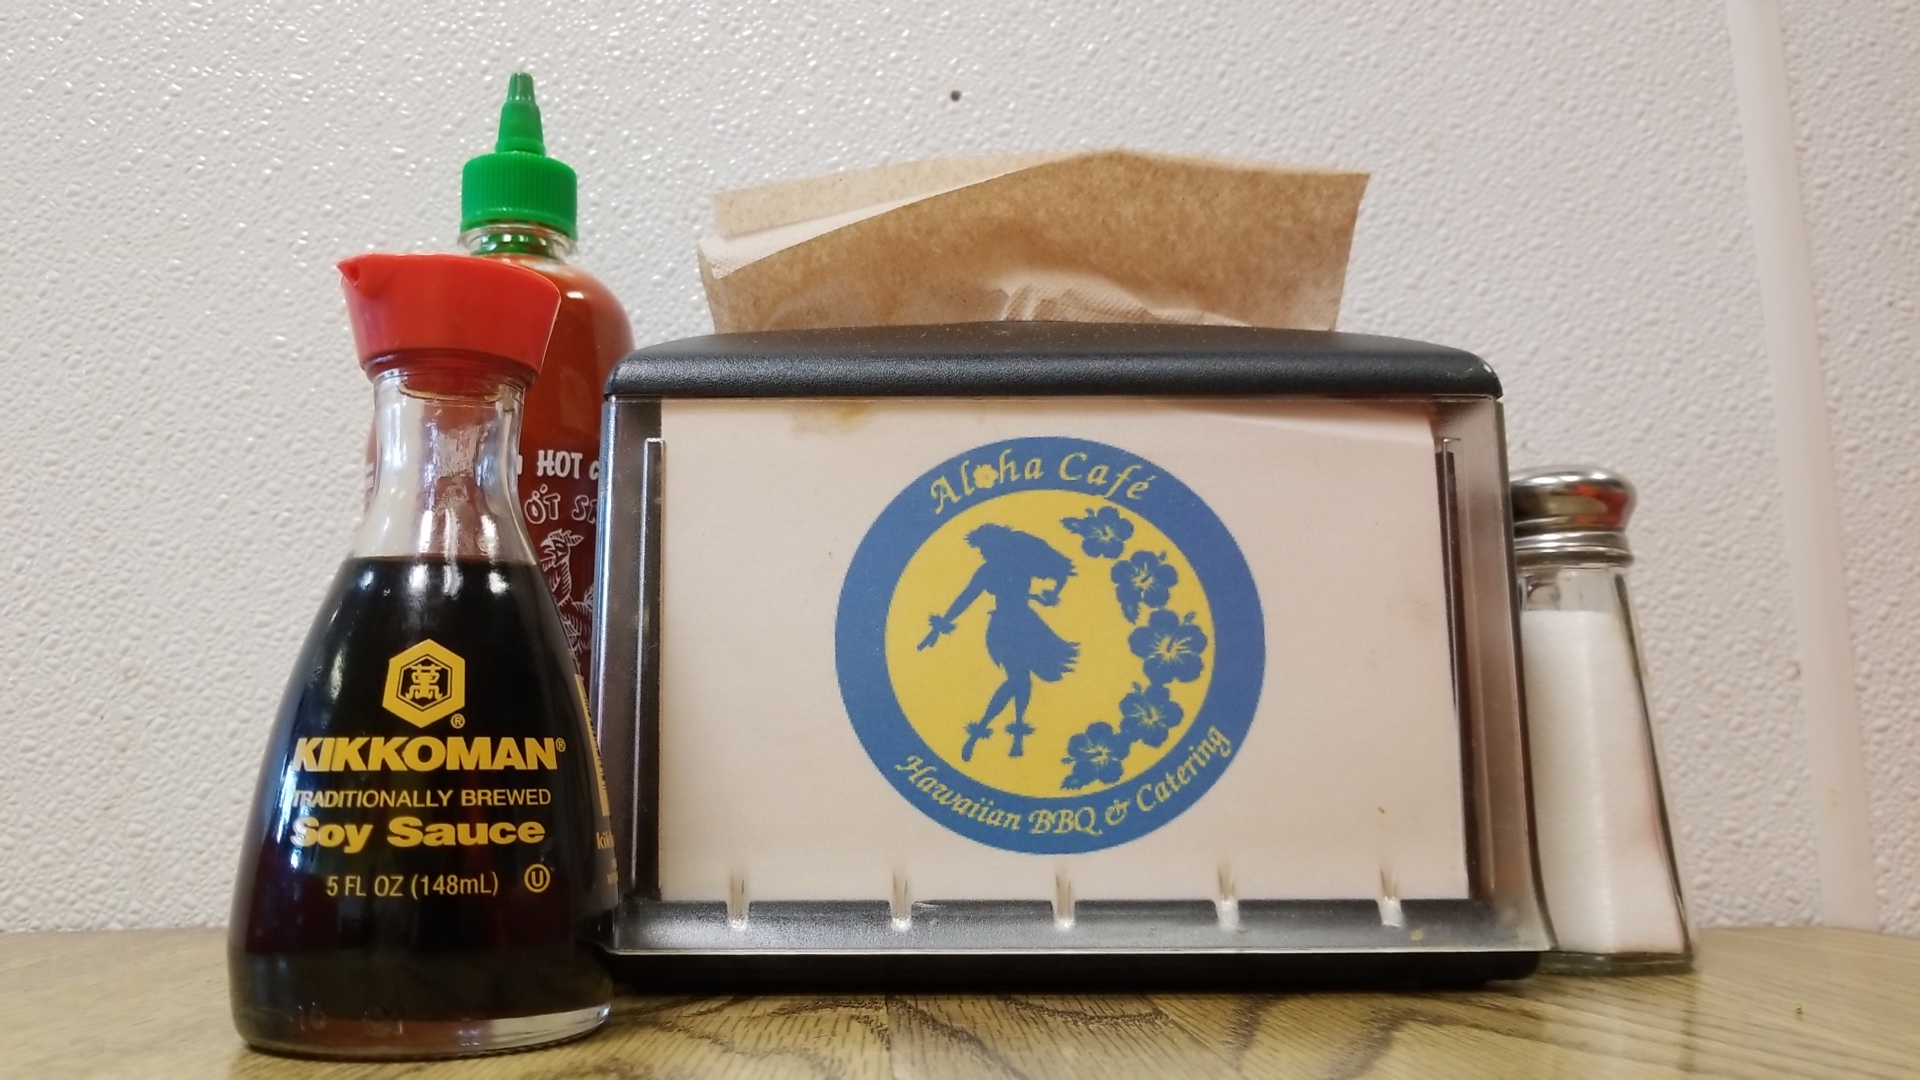 HOT
萬
KIKKOMAN®
TRADITIONALLY BREWED
Soy Sauce
5 FL OZ (148mL) U
Aloha Café
Hawaiian BBQ & Catering